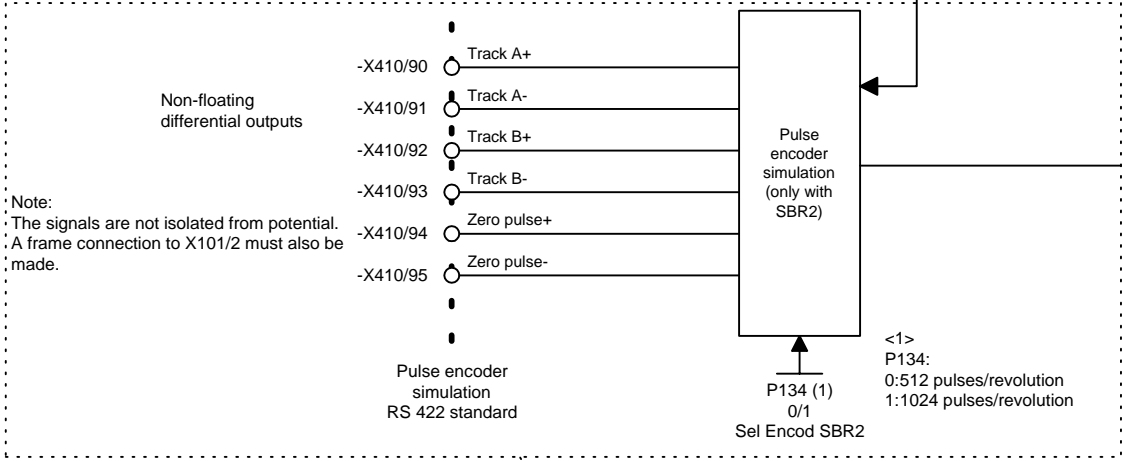 Non-floating
differential outputs
Note:
The signals are not isolated from potential.
A frame connection to X101/2 must also be
made.
-X410/90 Track A+
-X410/91 Track A-
-X410/92 Track B+
-X410/93 Track B-
-X410/94 Zero pulse+
-X410/95 Zero pulse-
Pulse encoder
simulation
RS 422 standard
Pulse
encoder
simulation
(only with
SBR2)
P134 (1)
0/1
Sel Encod SBR2
<1>
P134:
0:512 pulses/revolution
1:1024 pulses/revolution